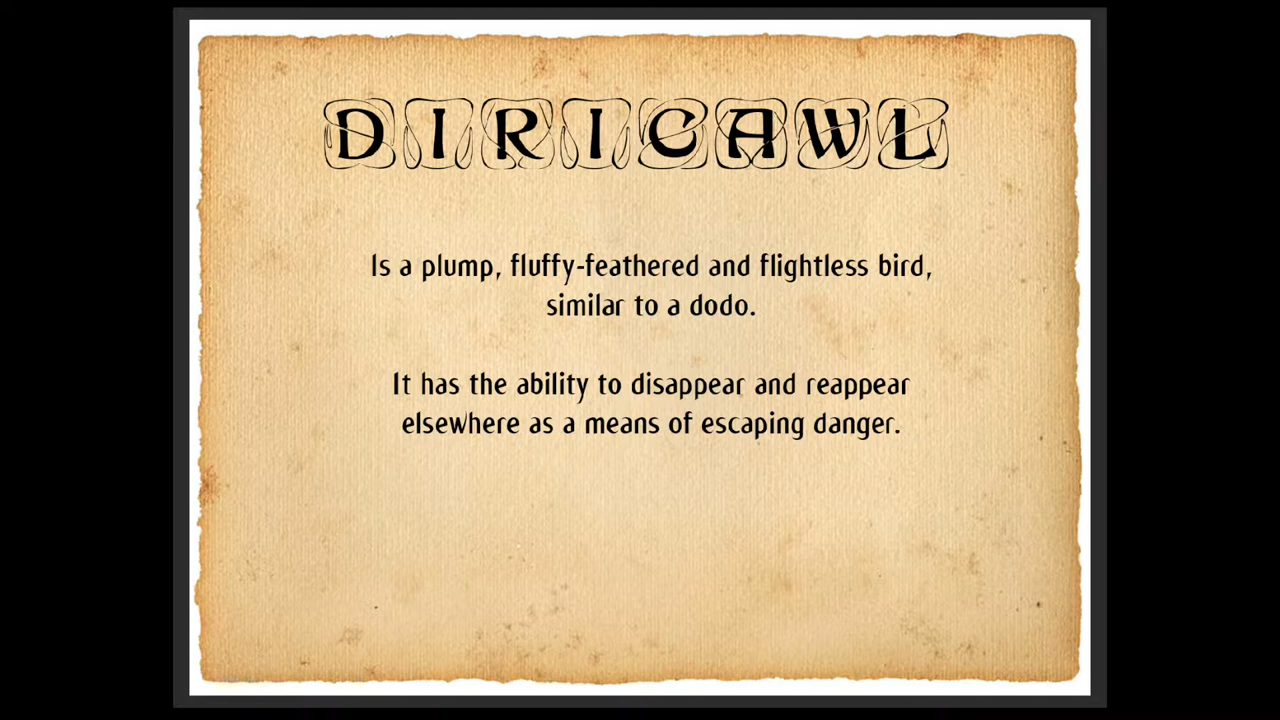 DIRICAWL
Is a plump, fluffy-feathered and flightless bird,
similar to a dodo.
It has the ability to disappear and reappear
elsewhere as a means of escaping danger.